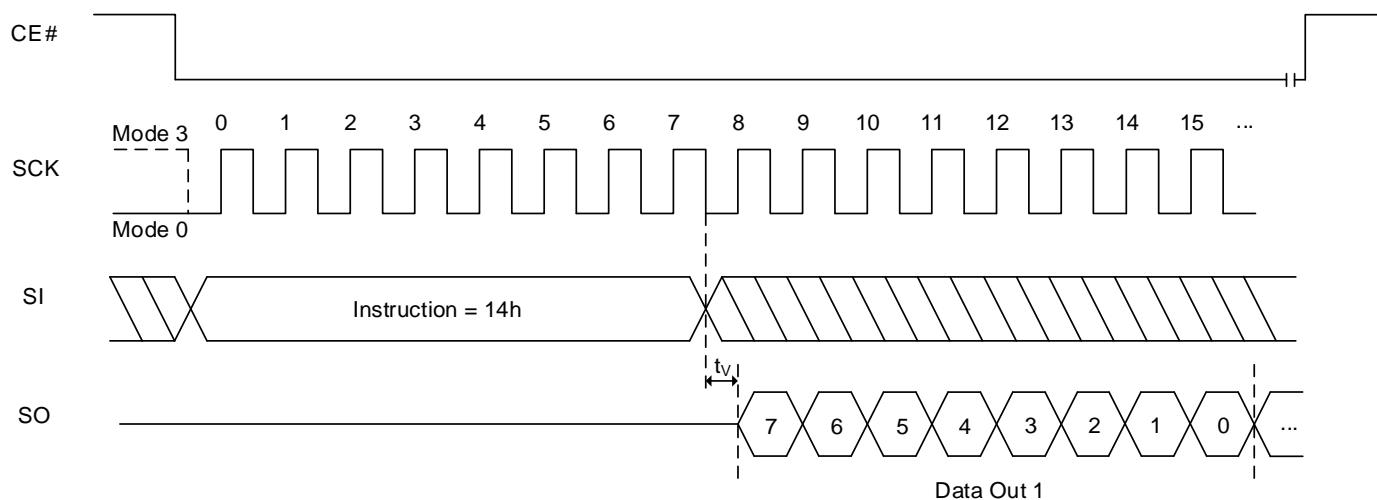 CE#
0 1 2 3 4 5 6 7 8 9 10 11 12 13 14 15 ...
Mode 3
SCK
Mode 0
SI
Instruction = 14h
tV
SO
7 6 5 4 3 2 1 0 ...
Data Out 1